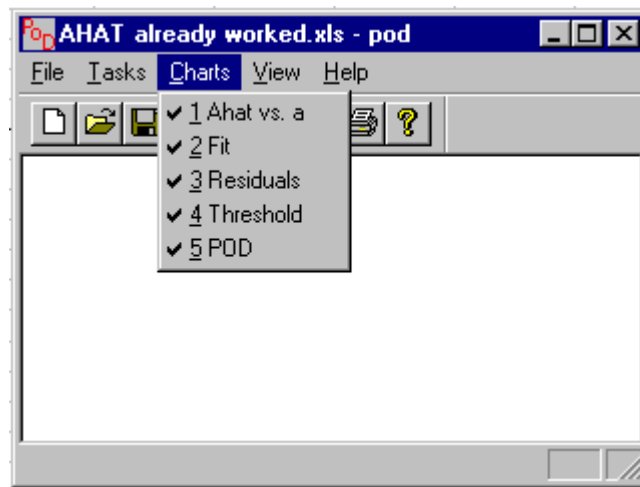 POD AHAT already worked.xls - pod
File Tasks Charts View Help
1 Ahat vs. a
2 Fit
3 Residuals
4 Threshold
5 POD
?